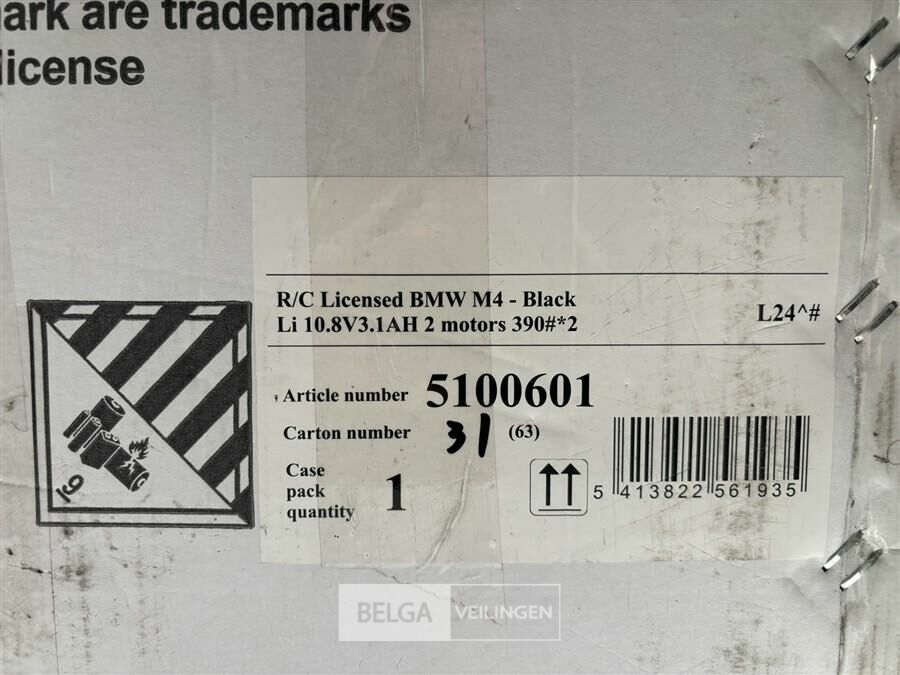 ark are trademarks
license
R/C Licensed BMW M4 - Black
Li 10.8V3.1AH 2 motors 390#*2
L24^#
Article number 5100601
Carton number 31 (63)
Case
pack
quantity
1
5 413822 561935
9
BELGA VEILINGEN